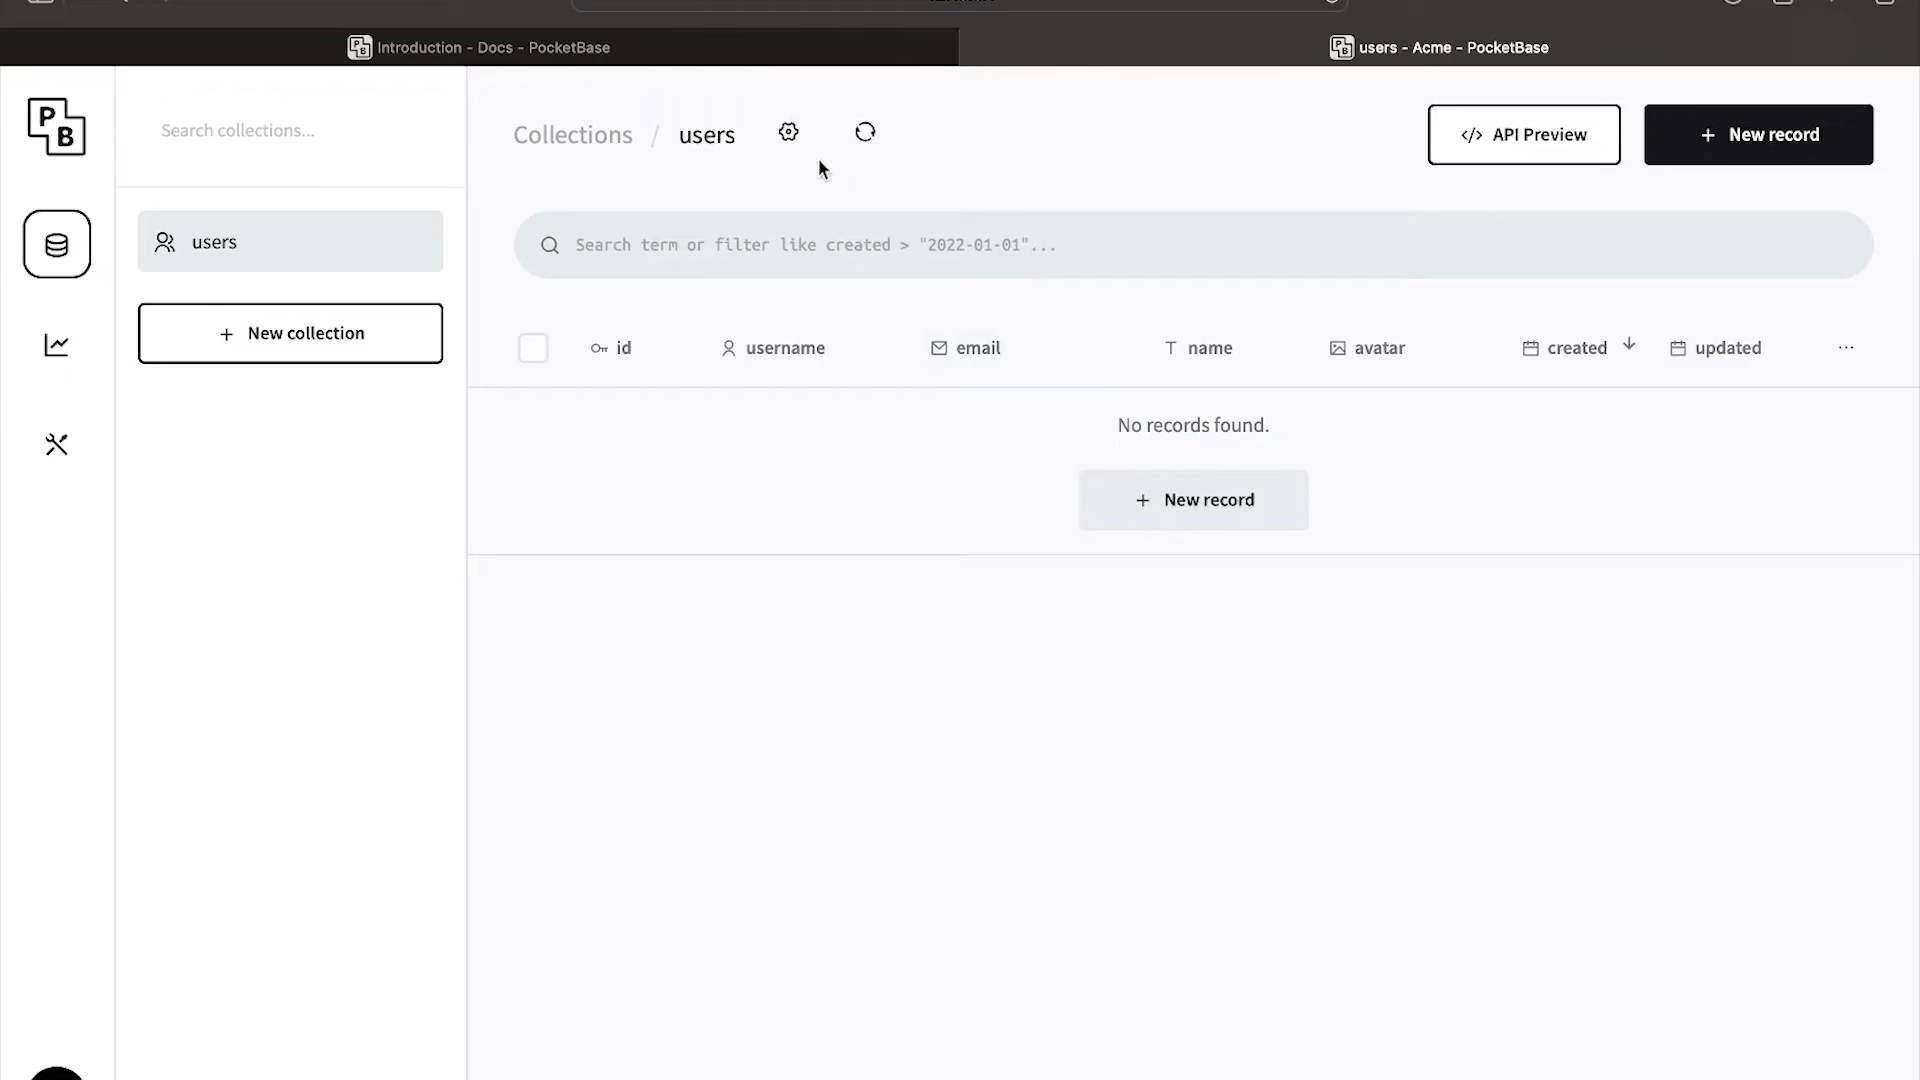 Introduction - Docs - PocketBase
users - Acme - PocketBase
P
B
Search collections...
users
+ New collection
Collections / users
</> API Preview
+ New record
Search term or filter like created > "2022-01-01"...
id
username
email
T name
avatar
created
updated
...
No records found.
+ New record